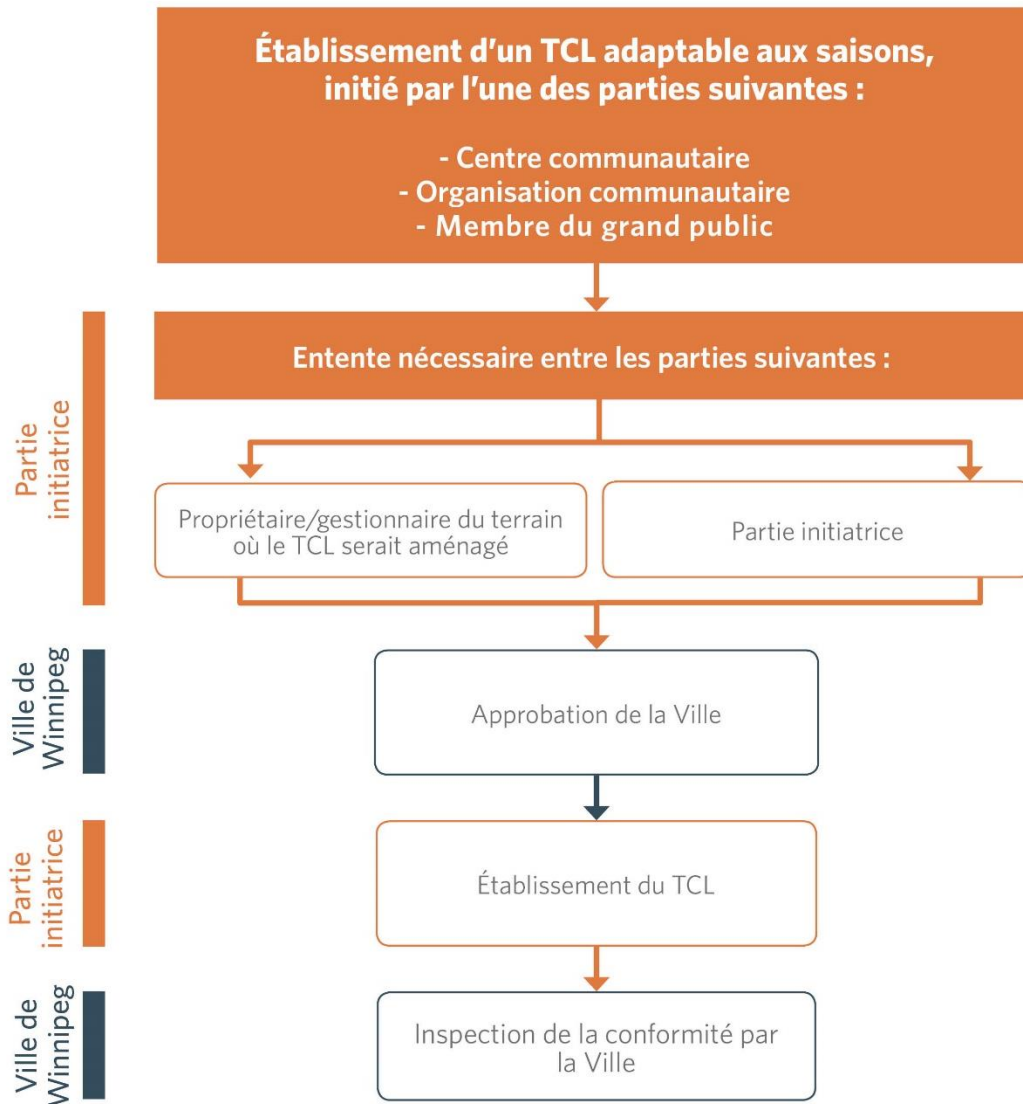 Établissement d'un TCL adaptable aux saisons,
initié par l'une des parties suivantes :
- Centre communautaire
- Organisation communautaire
- Membre du grand public
Partie
initiatrice
Entente nécessaire entre les parties suivantes :
Propriétaire/gestionnaire du terrain
où le TCL serait aménagé
Partie initiatrice
Ville de
Winnipeg
Approbation de la Ville
Partie
initiatrice
Établissement du TCL
Ville de
Winnipeg
Inspection de la conformité par
la Ville